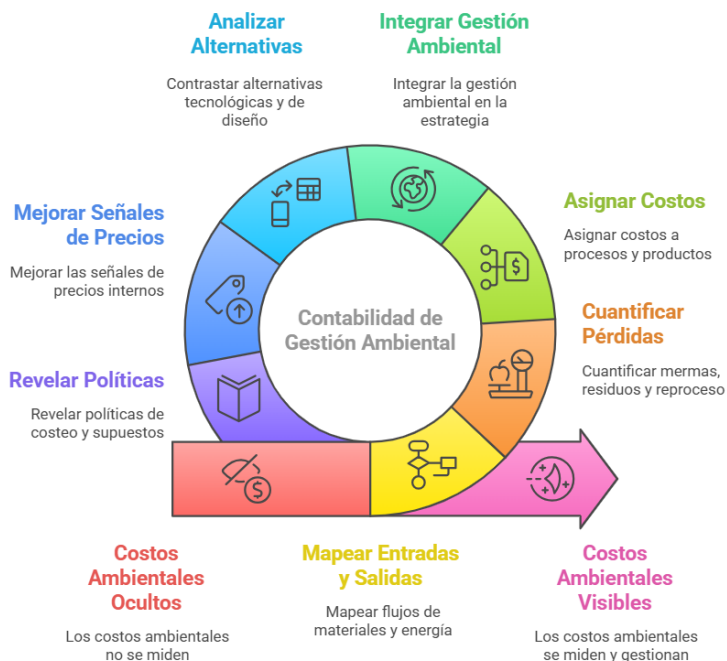 Analizar
Alternativas
Contrastar alternativas
tecnológicas y de
diseño
Integrar Gestión
Ambiental
Integrar la gestión
ambiental en la
estrategia
Mejorar Señales
de Precios
Mejorar las señales de
precios internos
Asignar Costos
Asignar costos a
procesos y productos
Contabilidad de
Gestión Ambiental
Cuantificar
Pérdidas
Cuantificar mermas,
residuos y reproceso
Revelar Políticas
Revelar políticas de
costeo y supuestos
$
$
Costos
Ambientales
Ocultos
Los costos ambientales
no se miden
Mapear Entradas
y Salidas
Mapear flujos de
materiales y energía
Costos
Ambientales
Visibles
Los costos ambientales
se miden y gestionan